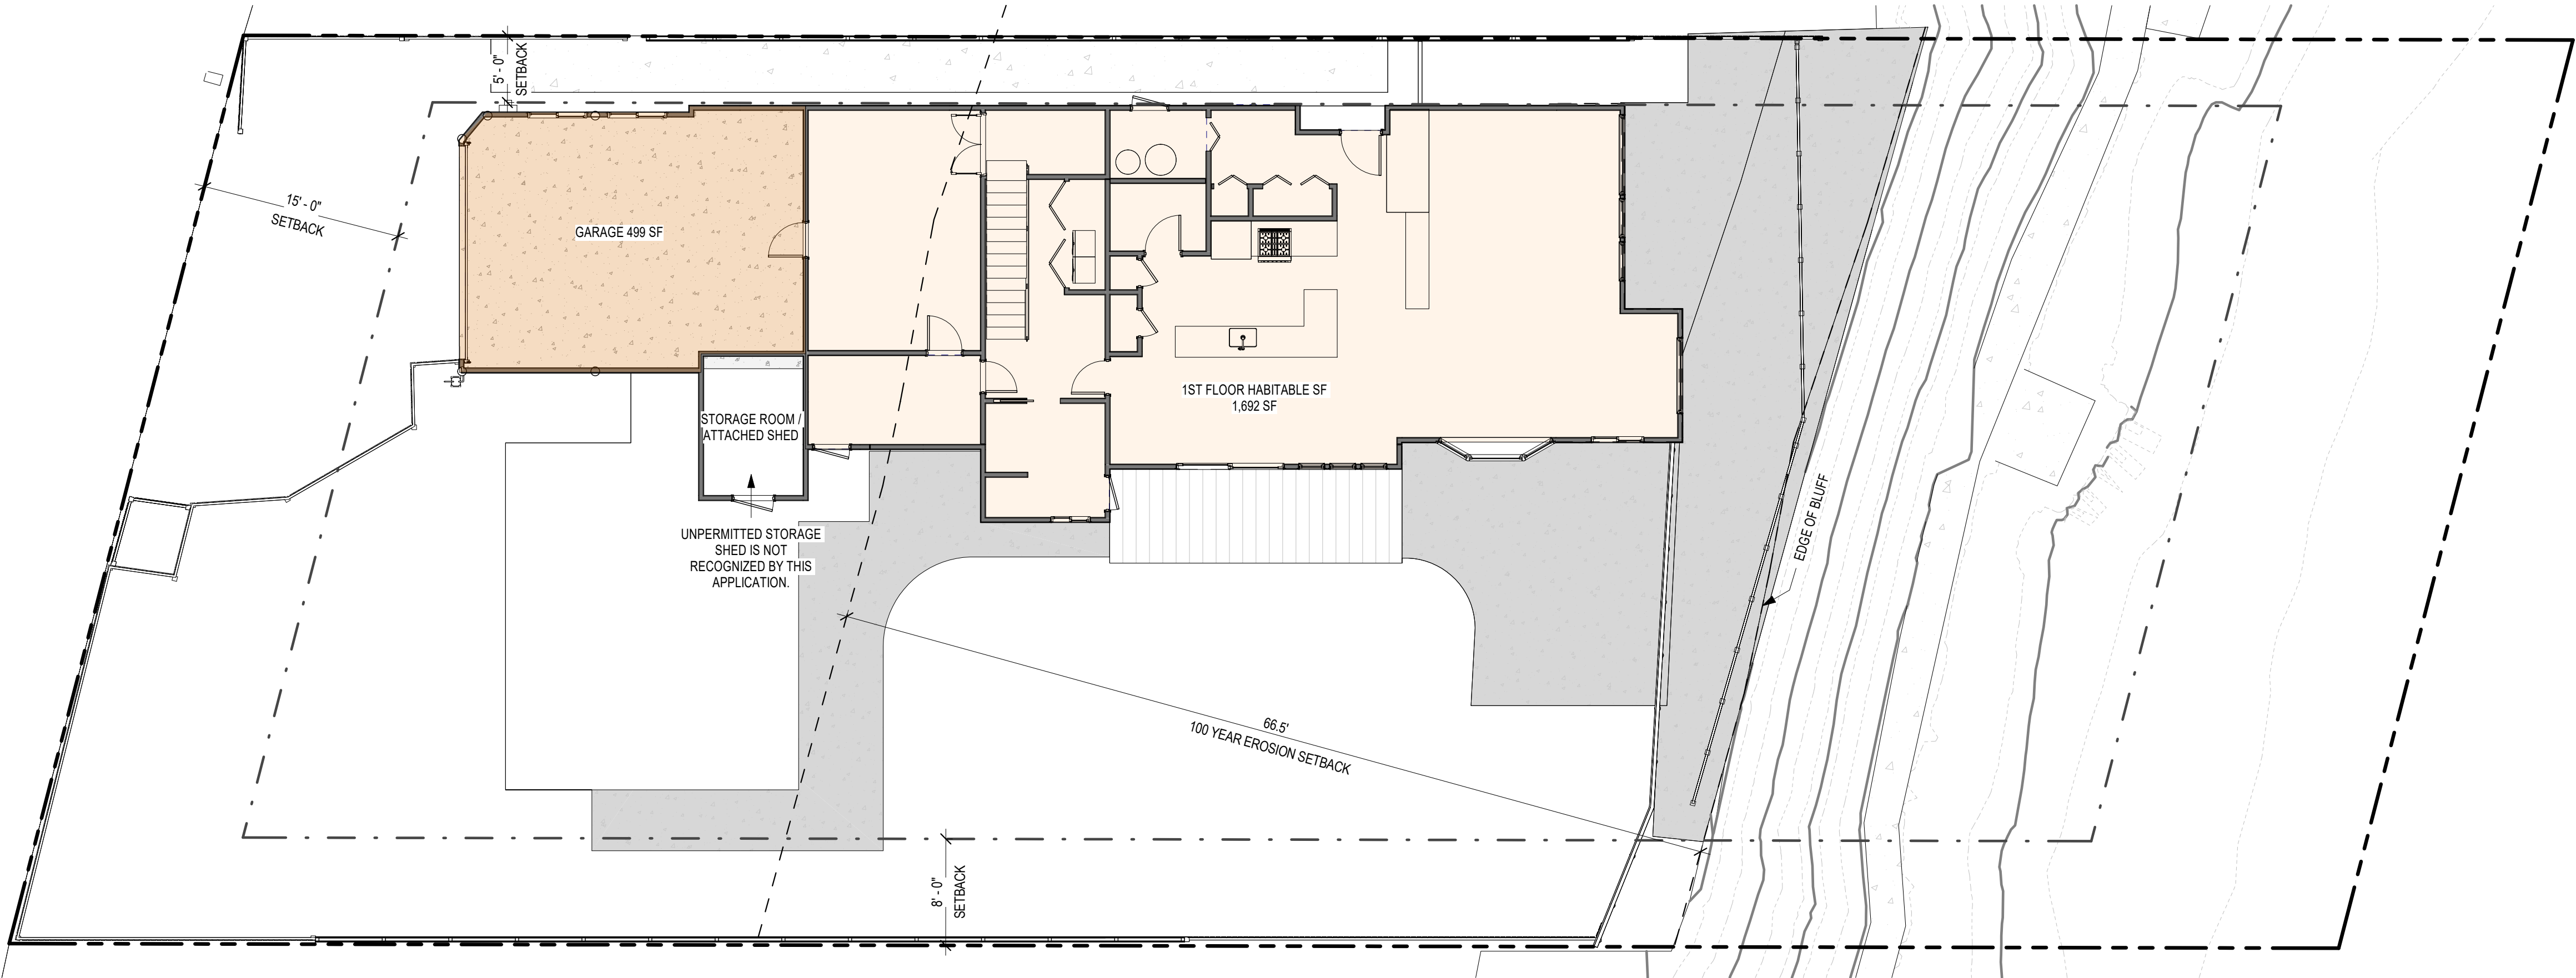 5' - 0"
SETBACK
15' - 0"
SETBACK
GARAGE 499 SF
1ST FLOOR HABITABLE SF
1,692 SF
STORAGE ROOM /
ATTACHED SHED
UNPERMITTED STORAGE
SHED IS NOT
RECOGNIZED BY THIS
APPLICATION.
EDGE OF BLUFF
66.5'
100 YEAR EROSION SETBACK
8' - 0"
SETBACK